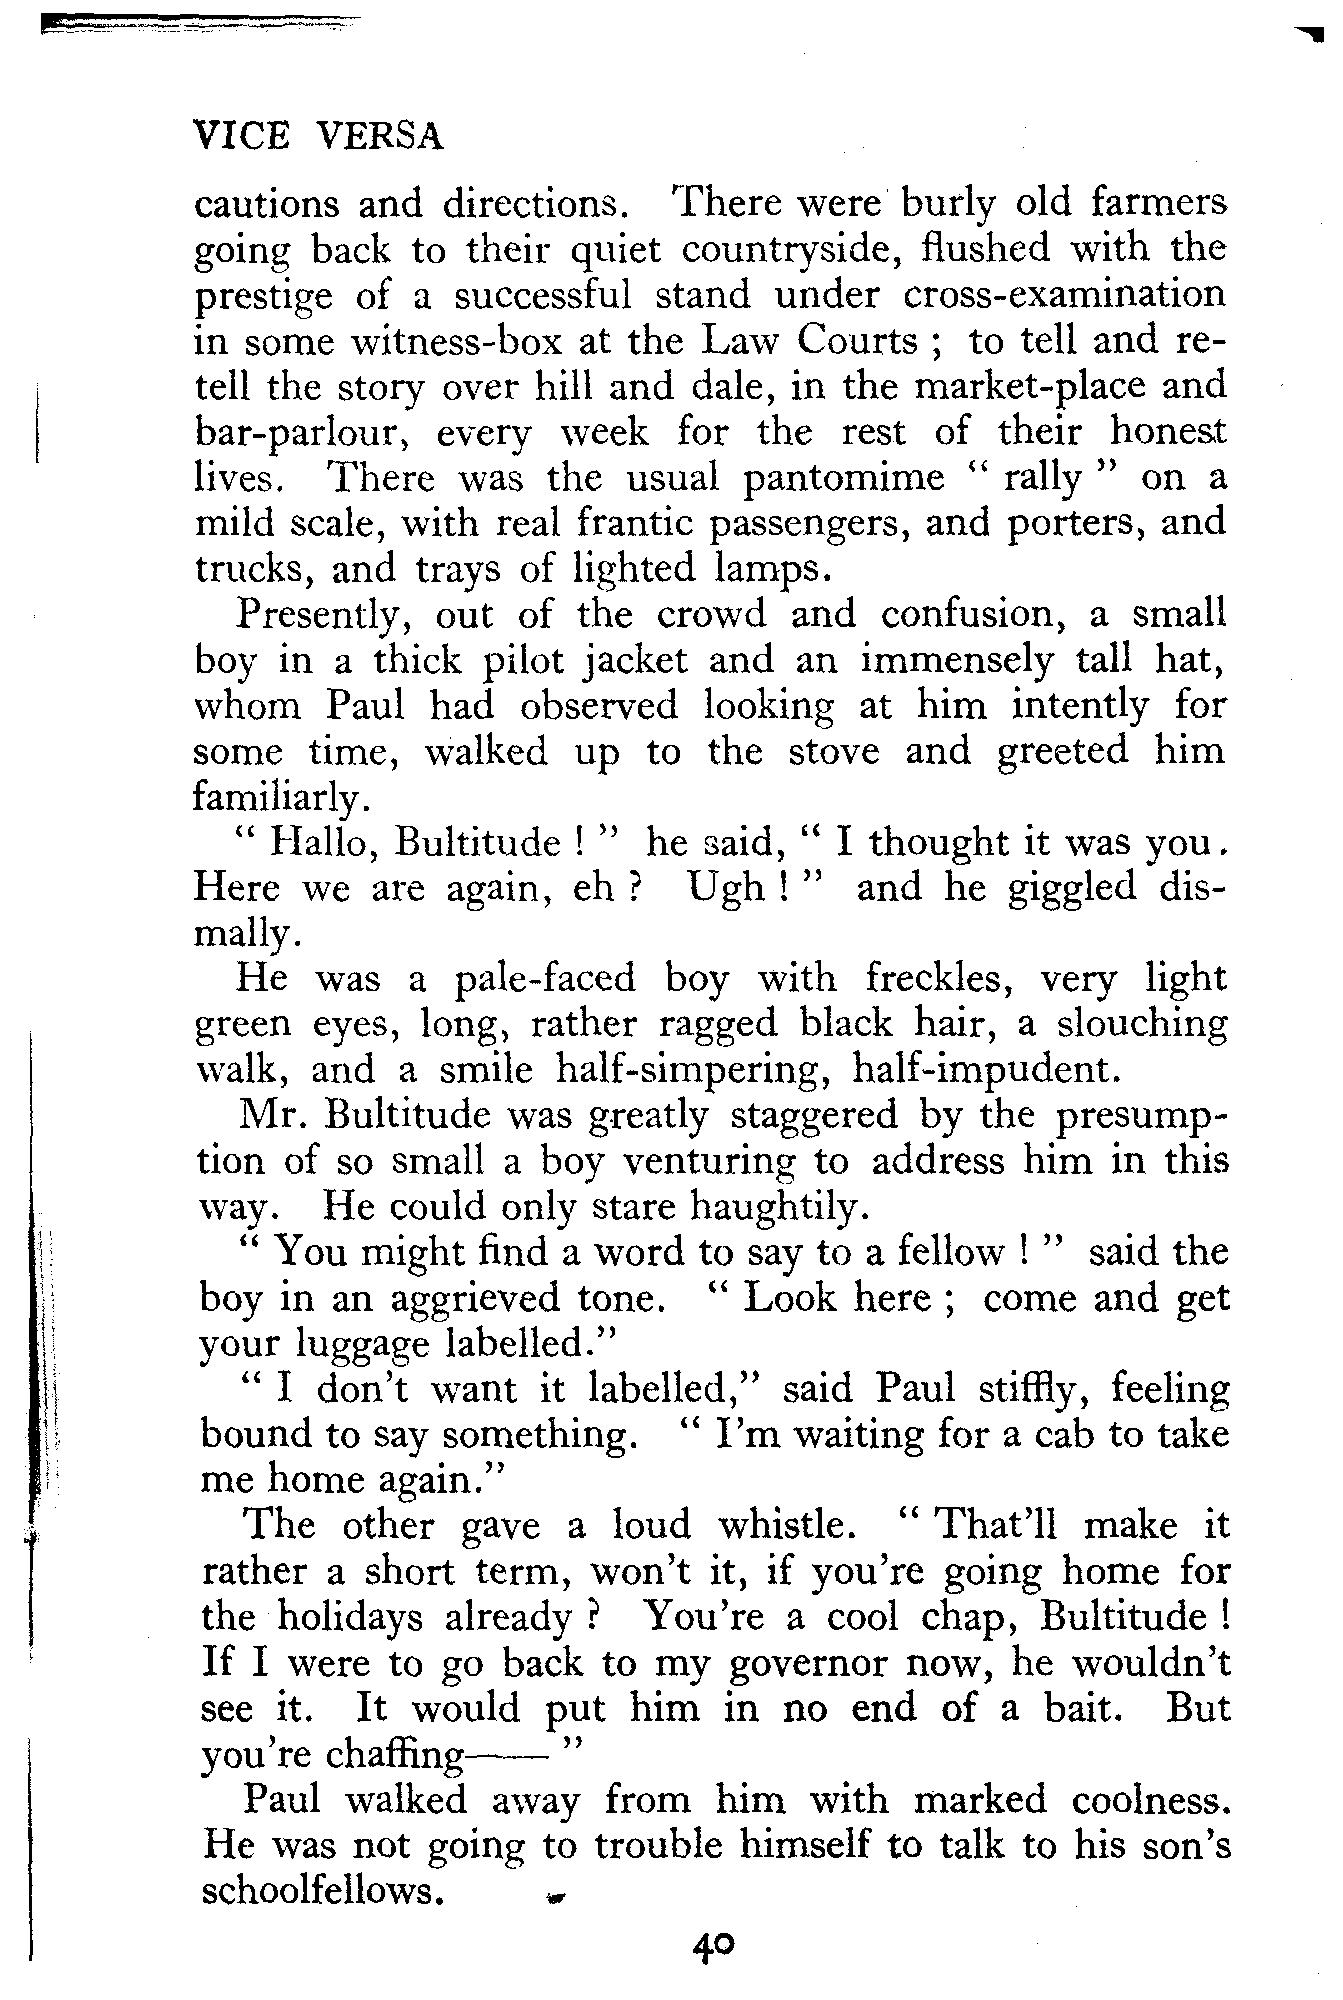 VICE VERSA
cautions and directions. There were burly old farmers
going back to their quiet countryside, flushed with the
prestige of a successful stand under cross-examination
in some witness-box at the Law Courts ; to tell and re-
tell the story over hill and dale, in the market-place and
bar-parlour, every week for the rest of their honest
lives. There was the usual pantomime “ rally ” on a
mild scale, with real frantic passengers, and porters, and
trucks, and trays of lighted lamps.
Presently, out of the crowd and confusion, a small
boy in a thick pilot jacket and an immensely tall hat,
whom Paul had observed looking at him intently for
some time, walked up to the stove and greeted him
familiarly.
“ Hallo, Bultitude ! ” he said, “ I thought it was you.
Here we are again, eh ? Ugh ! ” and he giggled dis-
mally.
He was a pale-faced boy with freckles, very light
green eyes, long, rather ragged black hair, a slouching
walk, and a smile half-simpering, half-impudent.
Mr. Bultitude was greatly staggered by the presump-
tion of so small a boy venturing to address him in this
way. He could only stare haughtily.
“ You might find a word to say to a fellow ! ” said the
boy in an aggrieved tone. “ Look here ; come and get
your luggage labelled.”
“ I don't want it labelled,” said Paul stiffly, feeling
bound to say something. “ I'm waiting for a cab to take
me home again.”
The other gave a loud whistle. “ That'll make it
rather a short term, won't it, if you're going home for
the holidays already ? You're a cool chap, Bultitude !
If I were to go back to my governor now, he wouldn't
see it. It would put him in no end of a bait. But
you're chaffing—— ”
Paul walked away from him with marked coolness.
He was not going to trouble himself to talk to his son's
schoolfellows.
40